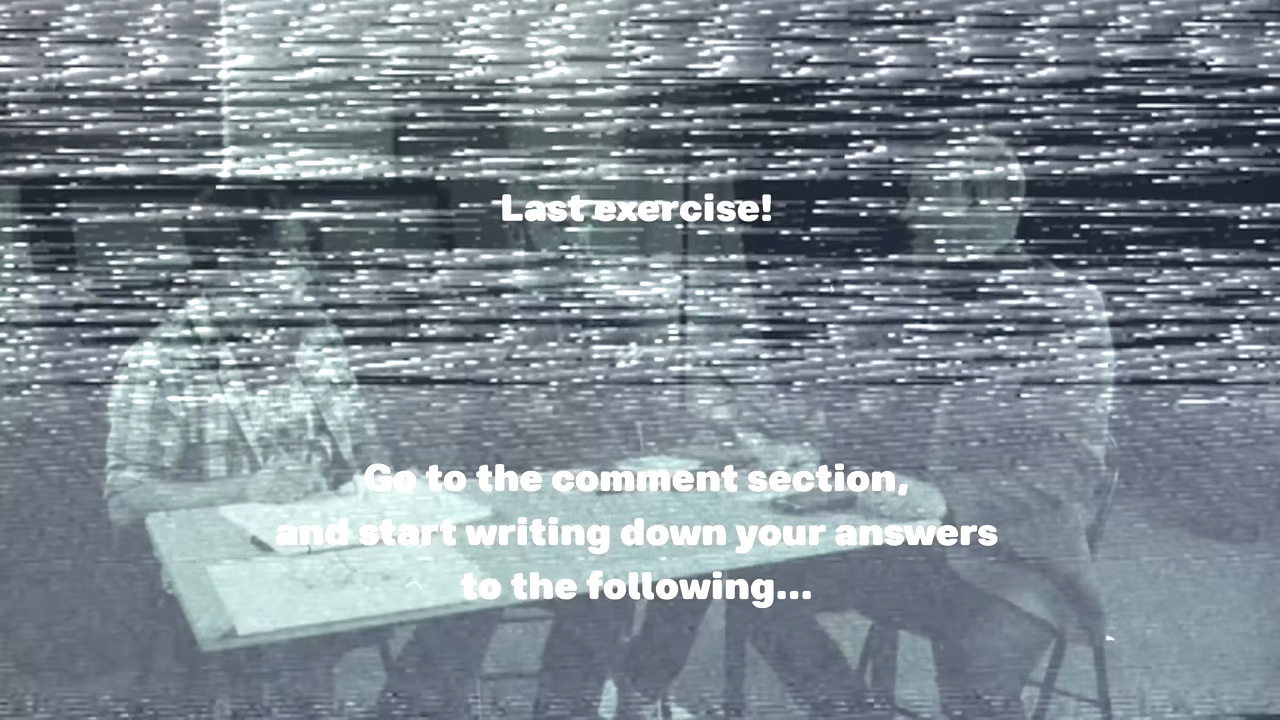 Last exercise!
Go to the comment section,
and start writing down your answers
to the following...